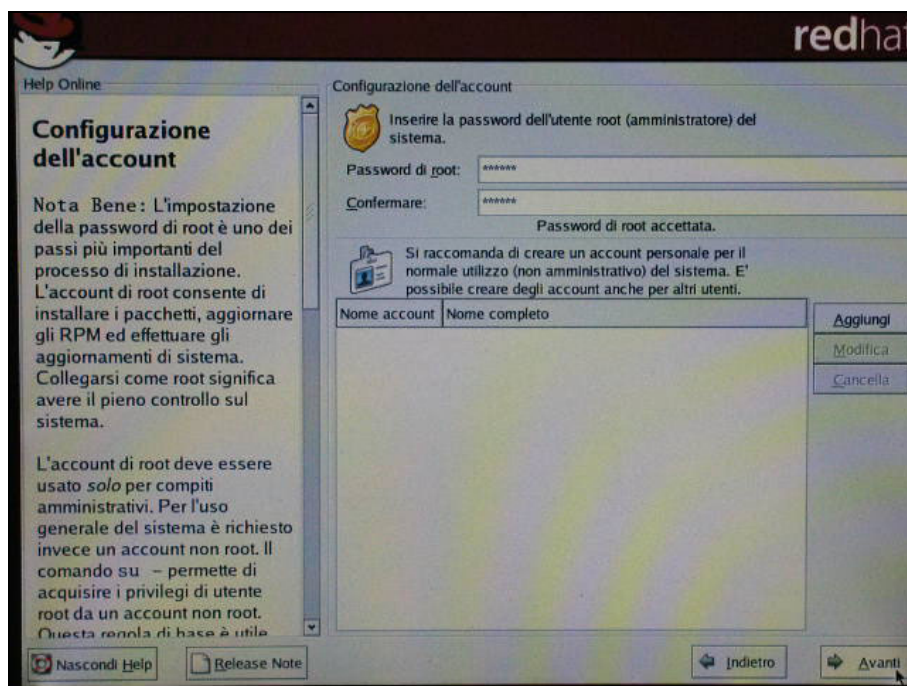 redhat
Help Online
Configurazione
dell'account
Nota Bene: L'impostazione
della password di root è uno dei
passi più importanti del
processo di installazione.
L'account di root consente di
installare i pacchetti, aggiornare
gli RPM ed effettuare gli
aggiornamenti di sistema.
Collegarsi come root significa
avere il pieno controllo sul
sistema.
L'account di root deve essere
usato solo per compiti
amministrativi. Per l'uso
generale del sistema è richiesto
invece un account non root. Il
comando su - permette di
acquisire i privilegi di utente
root da un account non root.
Questa regola di base è utile
Configurazione dell'account
Inserire la password dell'utente root (amministratore) del
sistema.
Password di root: ******
Confermare: ******
Password di root accettata.
Si raccomanda di creare un account personale per il
normale utilizzo (non amministrativo) del sistema. E'
possibile creare degli account anche per altri utenti.
Nome account Nome completo
Aggiungi
Modifica
Cancella
Nascondi Help Release Note Indietro Avanti